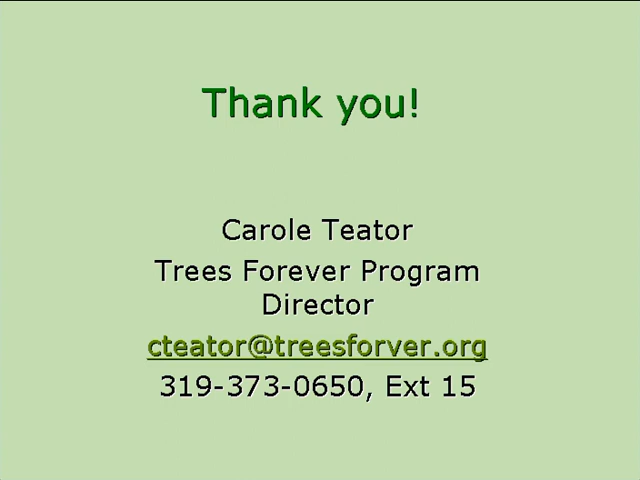 Thank you!
Carole Teator
Trees Forever Program
Director
cteator@treesforver.org
319-373-0650, Ext 15